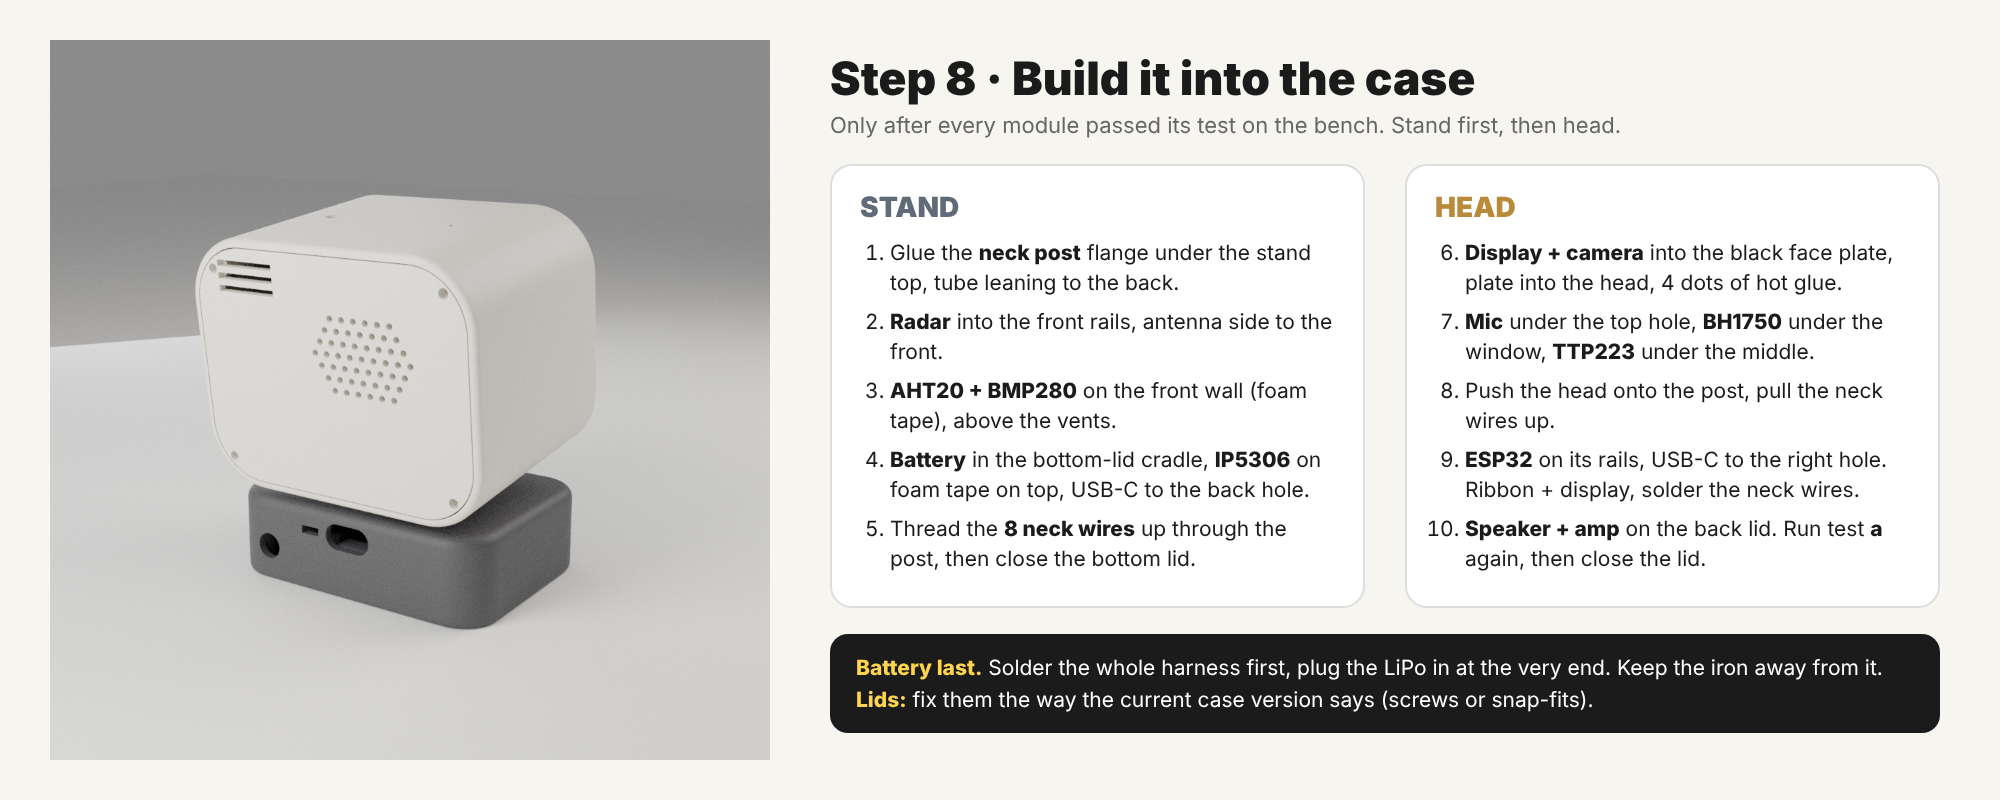 Step 8 · Build it into the case
Only after every module passed its test on the bench. Stand first, then head.
STAND
1. Glue the neck post flange under the stand
top, tube leaning to the back.
2. Radar into the front rails, antenna side to the
front.
3. AHT20 + BMP280 on the front wall (foam
tape), above the vents.
4. Battery in the bottom-lid cradle, IP5306 on
foam tape on top, USB-C to the back hole.
5. Thread the 8 neck wires up through the
post, then close the bottom lid.
HEAD
6. Display + camera into the black face plate,
plate into the head, 4 dots of hot glue.
7. Mic under the top hole, BH1750 under the
window, TTP223 under the middle.
8. Push the head onto the post, pull the neck
wires up.
9. ESP32 on its rails, USB-C to the right hole.
Ribbon + display, solder the neck wires.
10. Speaker + amp on the back lid. Run test a
again, then close the lid.
Battery last. Solder the whole harness first, plug the LiPo in at the very end. Keep the iron away from it.
Lids: fix them the way the current case version says (screws or snap-fits).